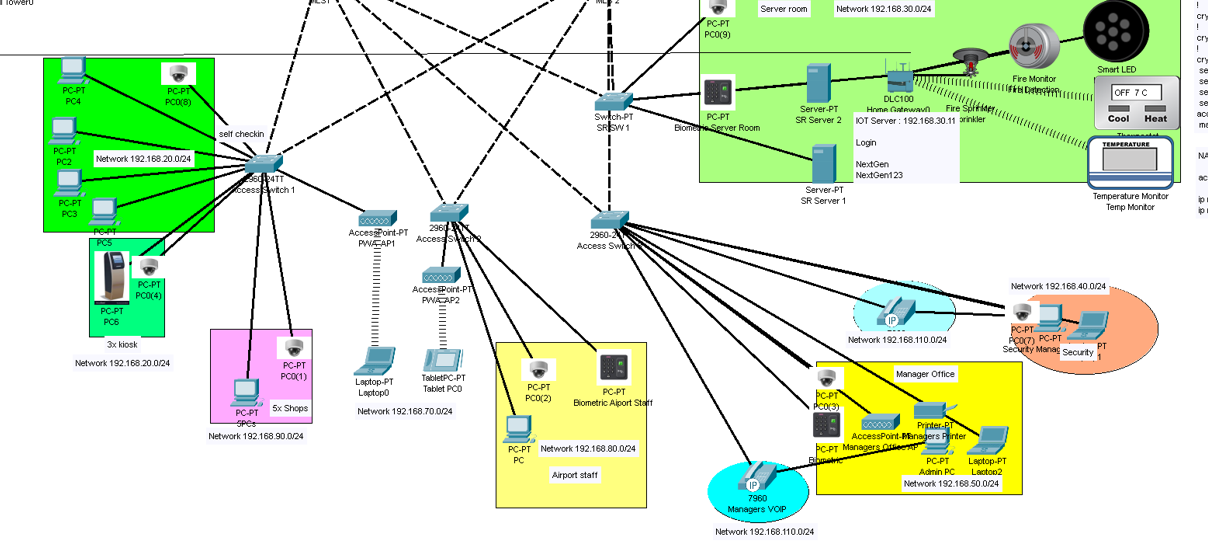 Tower0
MLS1
MLS 2
PC-PT
PC0(9)
Server room
Network 192.168.30.0/24
Smart LED
Fire Monitor
DLC100
Home Gateway0
Fire Sprinkler
OFF 7 C
Cool Heat
Thermostat
TEMPERATURE
Temperature Monitor
Temp Monitor
PC-PT
Biometric Server Room
Server-PT
SR Server 2
IOT Server : 192.168.30.11
Login
NextGen
NextGen123
Server-PT
SR Server 1
Switch-PT
SR SW 1
PC-PT
PC4
PC-PT
PC0(8)
self checkin
PC-PT
PC2
Network 192.168.20.0/24
PC-PT
PC3
PC-PT
PC5
2960-24TT
Access Switch 1
PC-PT
PC6
PC-PT
PC0(4)
3x kiosk
Network 192.168.20.0/24
PC-PT
PC0(1)
PC-PT
5PCs
5x Shops
Network 192.168.90.0/24
AccessPoint-PT
PWA AP1
2960-24TT
Access Switch 2
AccessPoint-PT
PWA AP2
Laptop-PT
Laptop0
TabletPC-PT
Tablet PC0
Network 192.168.70.0/24
PC-PT
PC0(2)
PC-PT
Biometric Aiport Staff
PC-PT
PC
Network 192.168.80.0/24
Airport staff
2960-24TT
Access Switch
IP
Network 192.168.110.0/24
Network 192.168.40.0/24
PC-PT
PC0(7)
PC-PT
Security
Manager Office
PC-PT
PC0(3)
PC-PT
Biometric
AccessPoint-PT
Managers Office AP
Printer-PT
Managers Printer
PC-PT
Admin PC
Laptop-PT
Laptop2
Network 192.168.50.0/24
IP
7960
Managers VOIP
Network 192.168.110.0/24